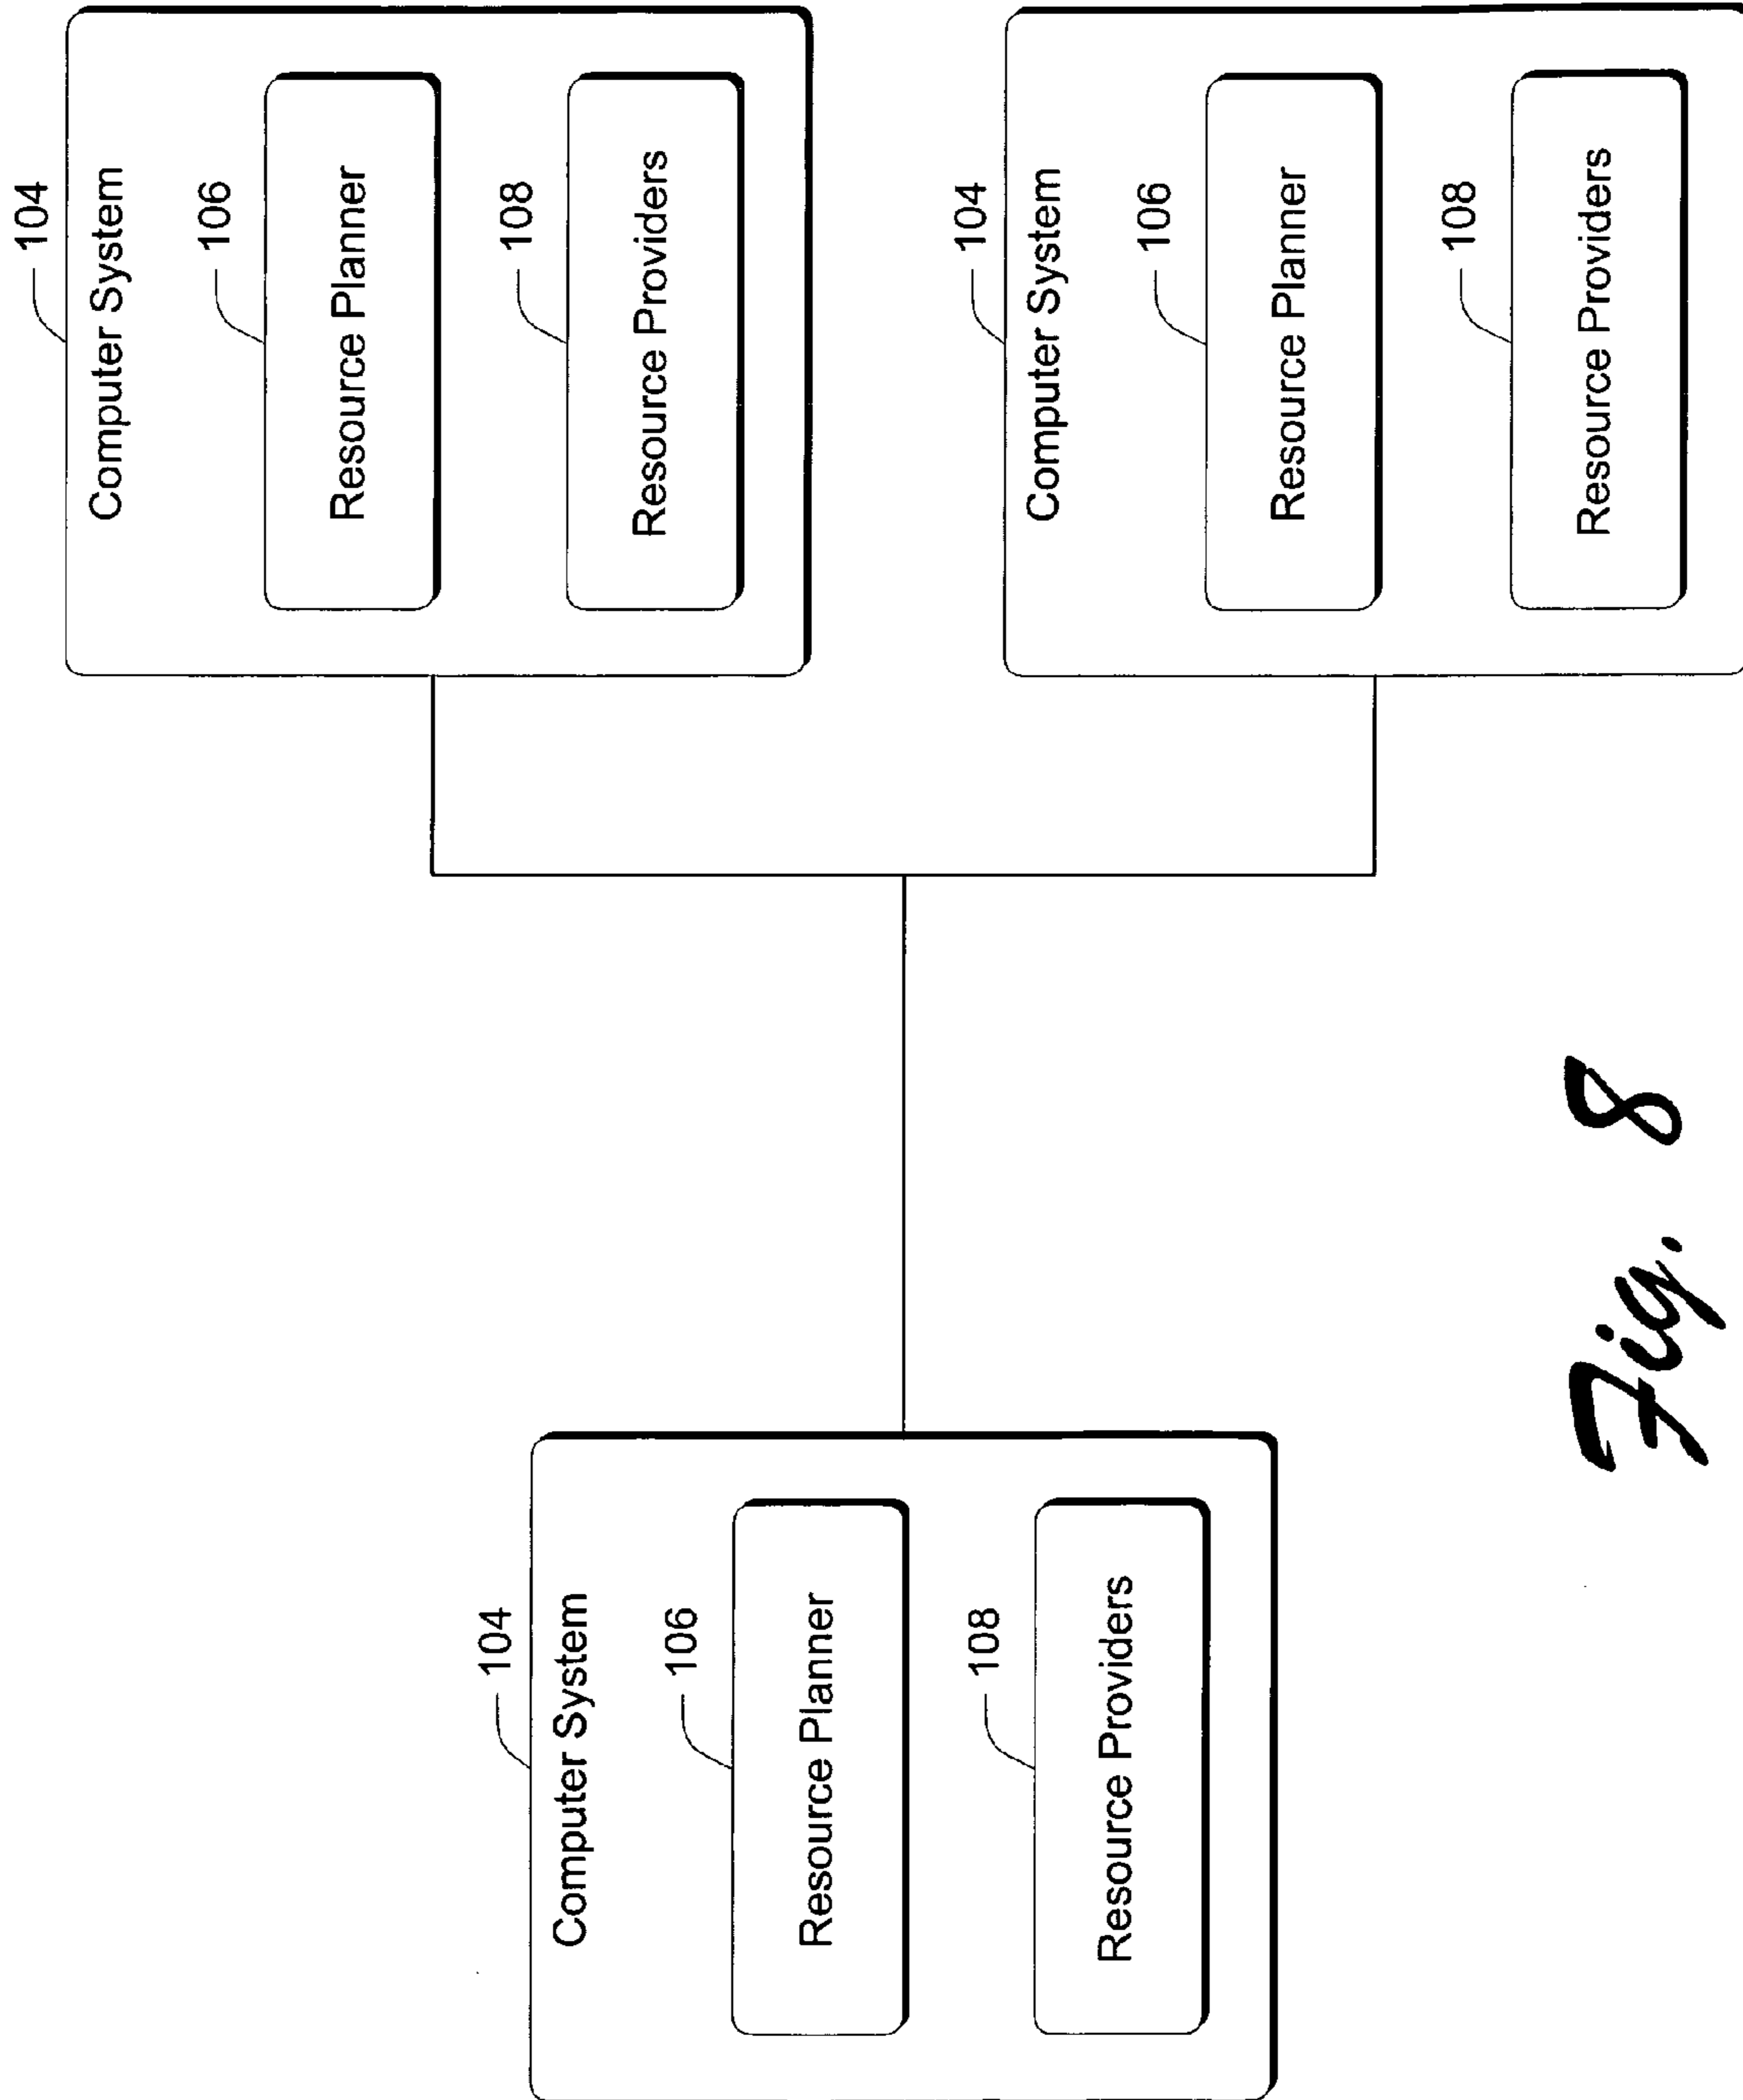 104
Computer System
106
Resource Planner
108
Resource Providers
104
Computer System
106
Resource Planner
108
Resource Providers
104
Computer System
106
Resource Planner
108
Resource Providers
Fig. 8